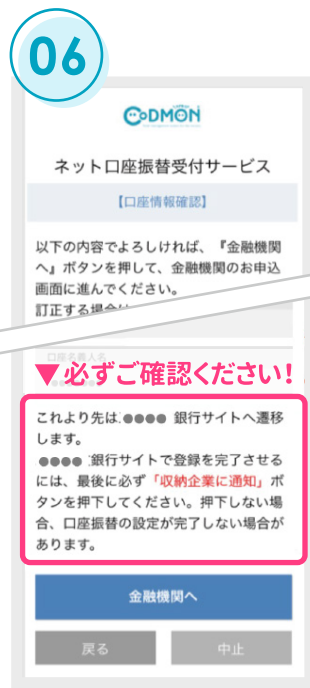 06
CoDMON
ネット口座振替受付サービス
【口座情報確認】
以下の内容でよろしければ、『金融機関
へ』ボタンを押して、金融機関のお申込
画面に進んでください。
訂正する場合は
口座名義人名
▼必ずご確認ください!
これより先は:●●●● 銀行サイトへ遷移
します。
●●●● :銀行サイトで登録を完了させる
には、最後に必ず「収納企業に通知」ボ
タンを押下してください。押下しない場
合、口座振替の設定が完了しない場合が
あります。
金融機関へ
戻る
中止